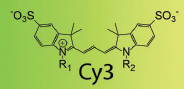 ⁻O₃S SO₃⁻
N⁺ N
R₁ R₂
Cy3